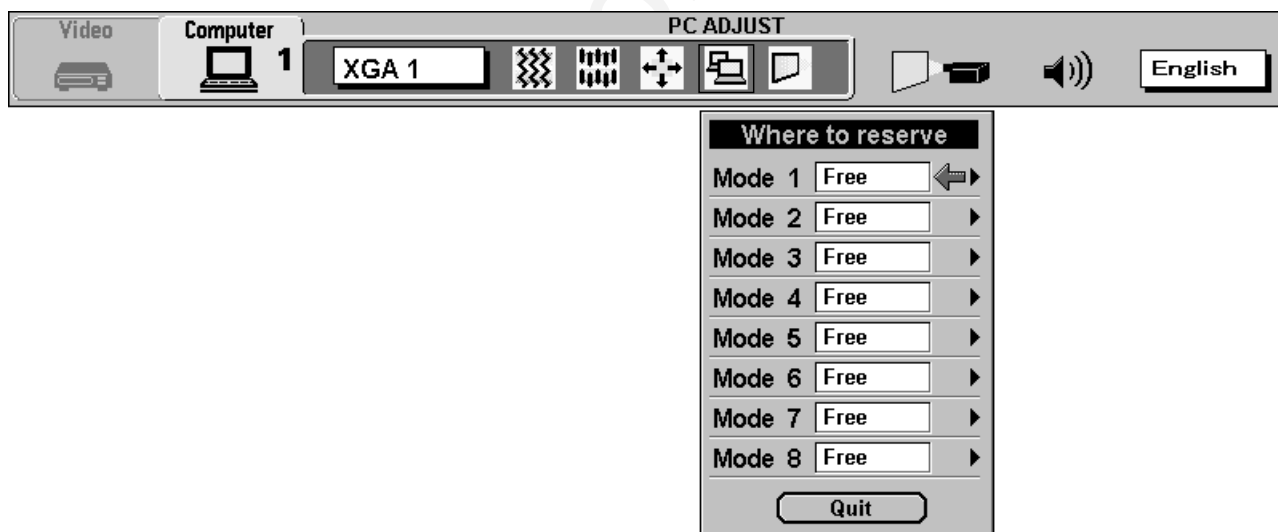 Video
Computer
1
PC ADJUST
XGA 1
English
Where to reserve
Mode 1 Free
Mode 2 Free
Mode 3 Free
Mode 4 Free
Mode 5 Free
Mode 6 Free
Mode 7 Free
Mode 8 Free
Quit